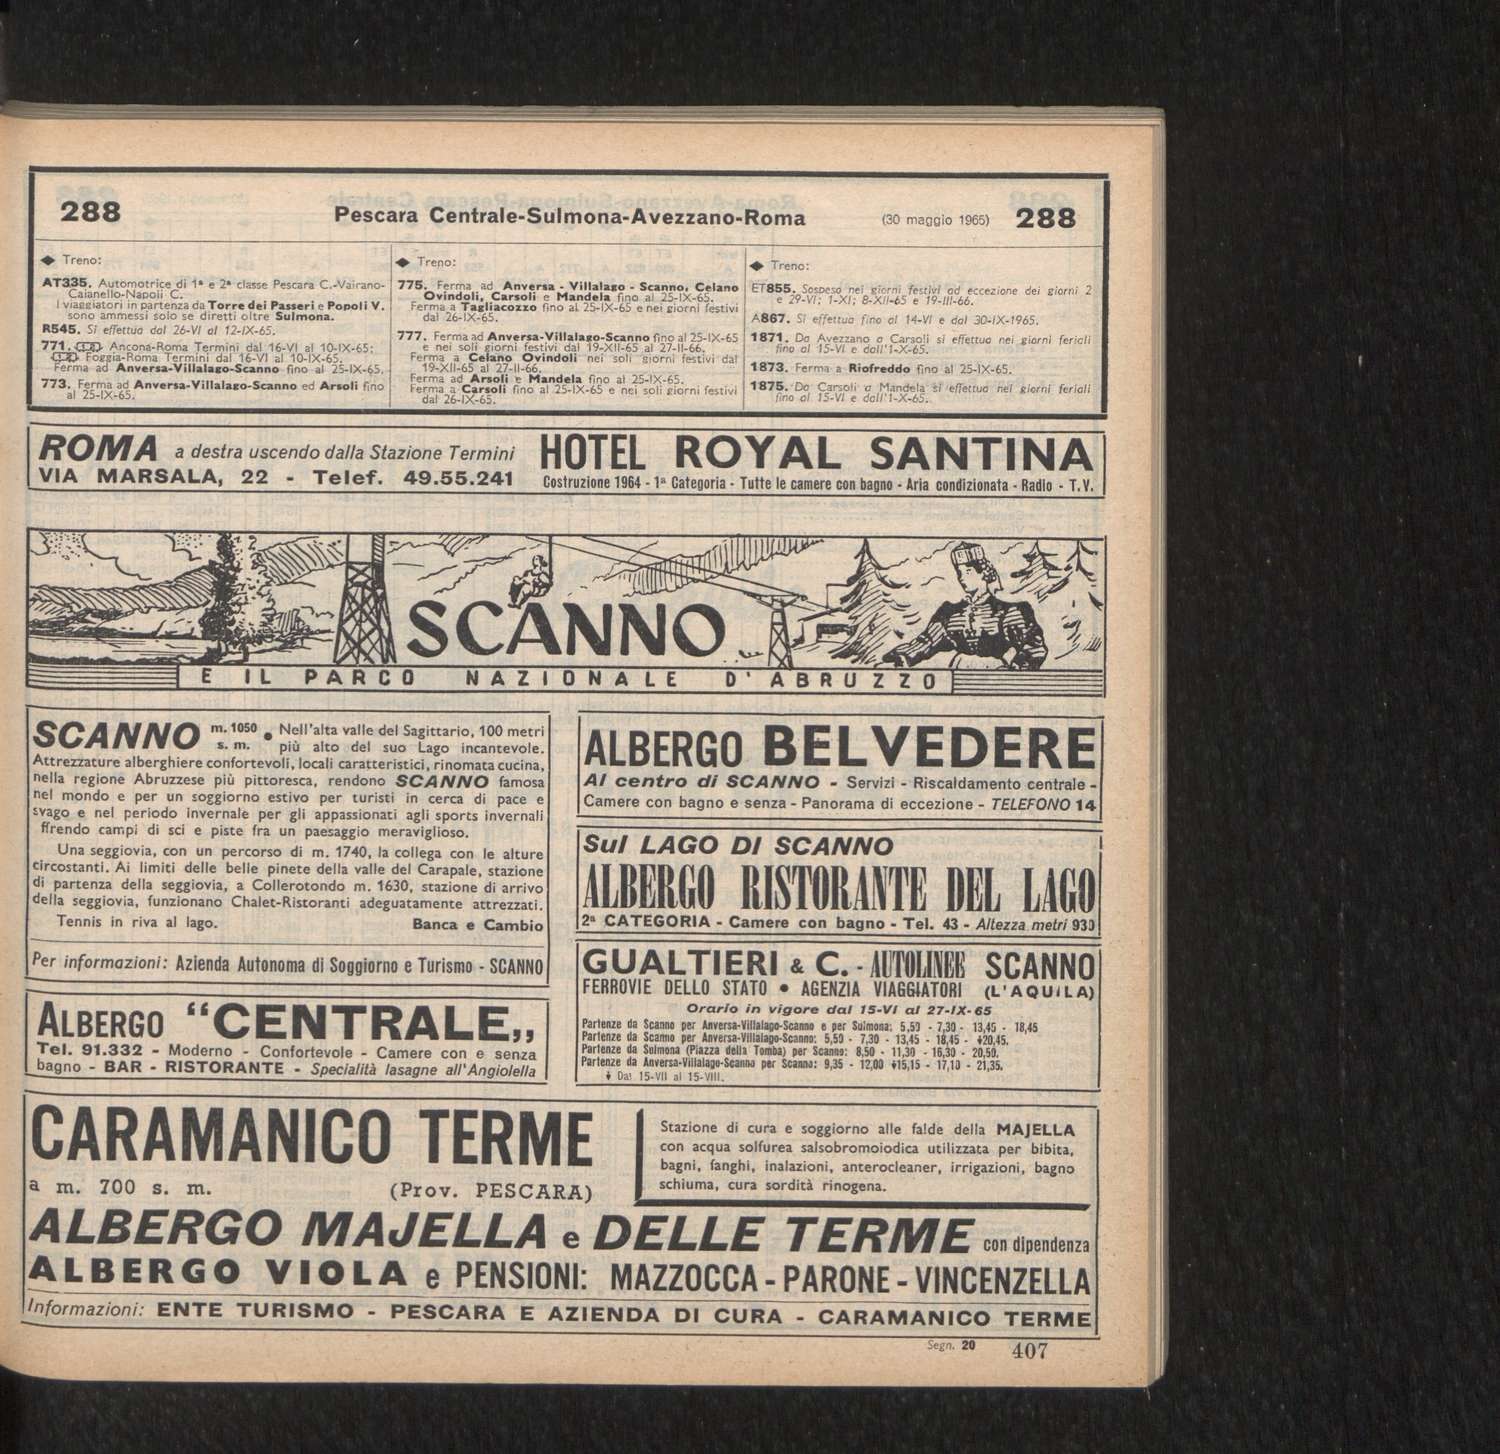 288
Pescara Centrale-Sulmona-Avezzano-Roma
(30 maggio 1965)
288
◆ Treno:
AT335. Automotrice di 1ª e 2ª classe Pescara C.-Vairano-
Caianello-Napoli C.
I viaggiatori in partenza da Torre dei Passeri e Popoli V.
sono ammessi solo se diretti oltre Sulmona.
R545. Si effettua dal 26-VI al 12-IX-65.
771. Ancona-Roma Termini dal 16-VI al 10-IX-65;
Foggia-Roma Termini dal 16-VI al 10-IX-65.
Ferma ad Anversa-Villalago-Scanno fino al 25-IX-65.
773. Ferma ad Anversa-Villalago-Scanno ed Arsoli fino
al 25-IX-65.
◆ Treno:
775. Ferma ad Anversa - Villalago - Scanno, Celano
Ovindoli, Carsoli e Mandela fino al 25-IX-65.
Ferma a Tagliacozzo fino al 25-IX-65 e nei giorni festivi
dal 26-IX-65.
777. Ferma ad Anversa-Villalago-Scanno fino al 25-IX-65
e nei soli giorni festivi dal 19-XII-65 al 27-II-66.
Ferma a Celano Ovindoli nei soli giorni festivi dal
19-XII-65 al 27-II-66.
Ferma ad Arsoli e Mandela fino al 25-IX-65.
Ferma a Carsoli fino al 25-IX-65 e nei soli giorni festivi
dal 26-IX-65.
◆ Treno:
ET855. Sospeso nei giorni festivi ad eccezione dei giorni 2
e 29-VI; 1-XI; 8-XII-65 e 19-III-66.
A867. Si effettua fino al 14-VI e dal 30-IX-1965.
1871. Da Avezzano a Carsoli si effettua nei giorni feriali
fino al 15-VI e dall'1-X-65.
1873. Ferma a Riofreddo fino al 25-IX-65.
1875. Da Carsoli a Mandela si effettua nei giorni feriali
fino al 15-VI e dall'1-X-65.
ROMA a destra uscendo dalla Stazione Termini
VIA MARSALA, 22 - Telef. 49.55.241
HOTEL ROYAL SANTINA
Costruzione 1964 - 1ª Categoria - Tutte le camere con bagno - Aria condizionata - Radio - T.V.
SCANNO
E IL PARCO NAZIONALE D'ABRUZZO
SCANNO m. 1050 s. m. • Nell'alta valle del Sagittario, 100 metri
più alto del suo Lago incantevole.
Attrezzature alberghiere confortevoli, locali caratteristici, rinomata cucina,
nella regione Abruzzese più pittoresca, rendono SCANNO famosa
nel mondo e per un soggiorno estivo per turisti in cerca di pace e
svago e nel periodo invernale per gli appassionati agli sports invernali
ffrendo campi di sci e piste fra un paesaggio meraviglioso.
Una seggiovia, con un percorso di m. 1740, la collega con le alture
circostanti. Ai limiti delle belle pinete della valle del Carapale, stazione
di partenza della seggiovia, a Collerotondo m. 1630, stazione di arrivo
della seggiovia, funzionano Chalet-Ristoranti adeguatamente attrezzati.
Tennis in riva al lago. Banca e Cambio
Per informazioni: Azienda Autonoma di Soggiorno e Turismo - SCANNO
ALBERGO "CENTRALE„
Tel. 91.332 - Moderno - Confortevole - Camere con e senza
bagno - BAR - RISTORANTE - Specialità lasagne all'Angiolella
ALBERGO BELVEDERE
Al centro di SCANNO - Servizi - Riscaldamento centrale -
Camere con bagno e senza - Panorama di eccezione - TELEFONO 14
Sul LAGO DI SCANNO
ALBERGO RISTORANTE DEL LAGO
2ª CATEGORIA - Camere con bagno - Tel. 43 - Altezza metri 930
GUALTIERI & C. - AUTOLINEE SCANNO
FERROVIE DELLO STATO • AGENZIA VIAGGIATORI (L'AQUILA)
Orario in vigore dal 15-VI al 27-IX-65
Partenze da Scanno per Anversa-Villalago-Scanno e per Sulmona: 5,50 - 7,30 - 13,45 - 18,45
Partenze da Scanno per Anversa-Villalago-Scanno: 5,50 - 7,30 - 13,45 - 18,45 - ↓20,45.
Partenze da Sulmona (Piazza della Tomba) per Scanno: 8,50 - 11,30 - 16,30 - 20,50.
Partenze da Anversa-Villalago-Scanno per Scanno: 9,35 - 12,00 ↓15,15 - 17,10 - 21,35.
↓ Dal 15-VII al 15-VIII.
CARAMANICO TERME
a m. 700 s. m. (Prov. PESCARA)
Stazione di cura e soggiorno alle falde della MAJELLA
con acqua solfurea salsobromoiodica utilizzata per bibita,
bagni, fanghi, inalazioni, anterocleaner, irrigazioni, bagno
schiuma, cura sordità rinogena.
ALBERGO MAJELLA e DELLE TERME con dipendenza
ALBERGO VIOLA e PENSIONI: MAZZOCCA - PARONE - VINCENZELLA
Informazioni: ENTE TURISMO - PESCARA E AZIENDA DI CURA - CARAMANICO TERME
Segn. 20
407